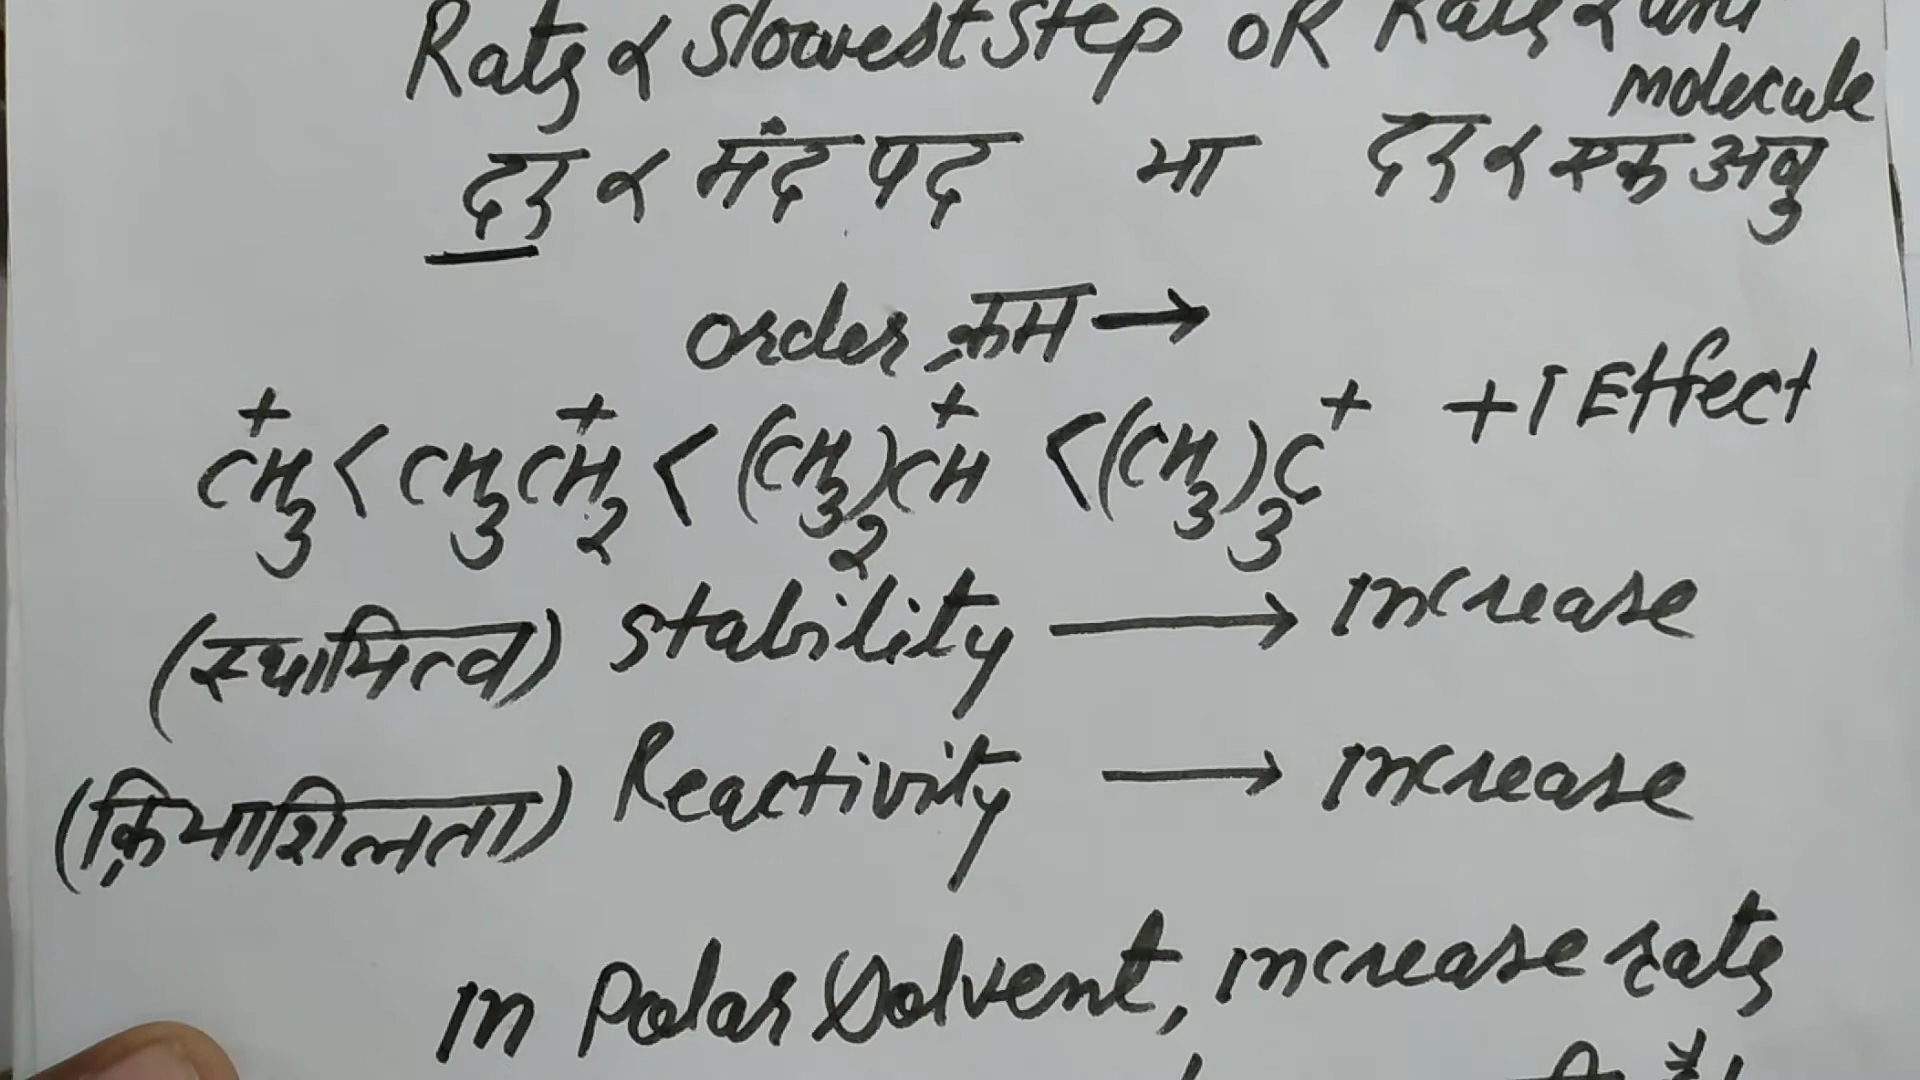 Rate ∝ slowest step OR Rate ∝ uni
molecule
दर ∝ मंद पद या दर ∝ एक अणु
order क्रम →
C⁺H₃ < CH₃C⁺H₂ < (CH₃)₂C⁺H < (CH₃)₃C⁺ +I Effect
(स्थायित्व) Stability → Increase
(क्रियाशिलता) Reactivity → Increase
In Polar Solvent, increase rate